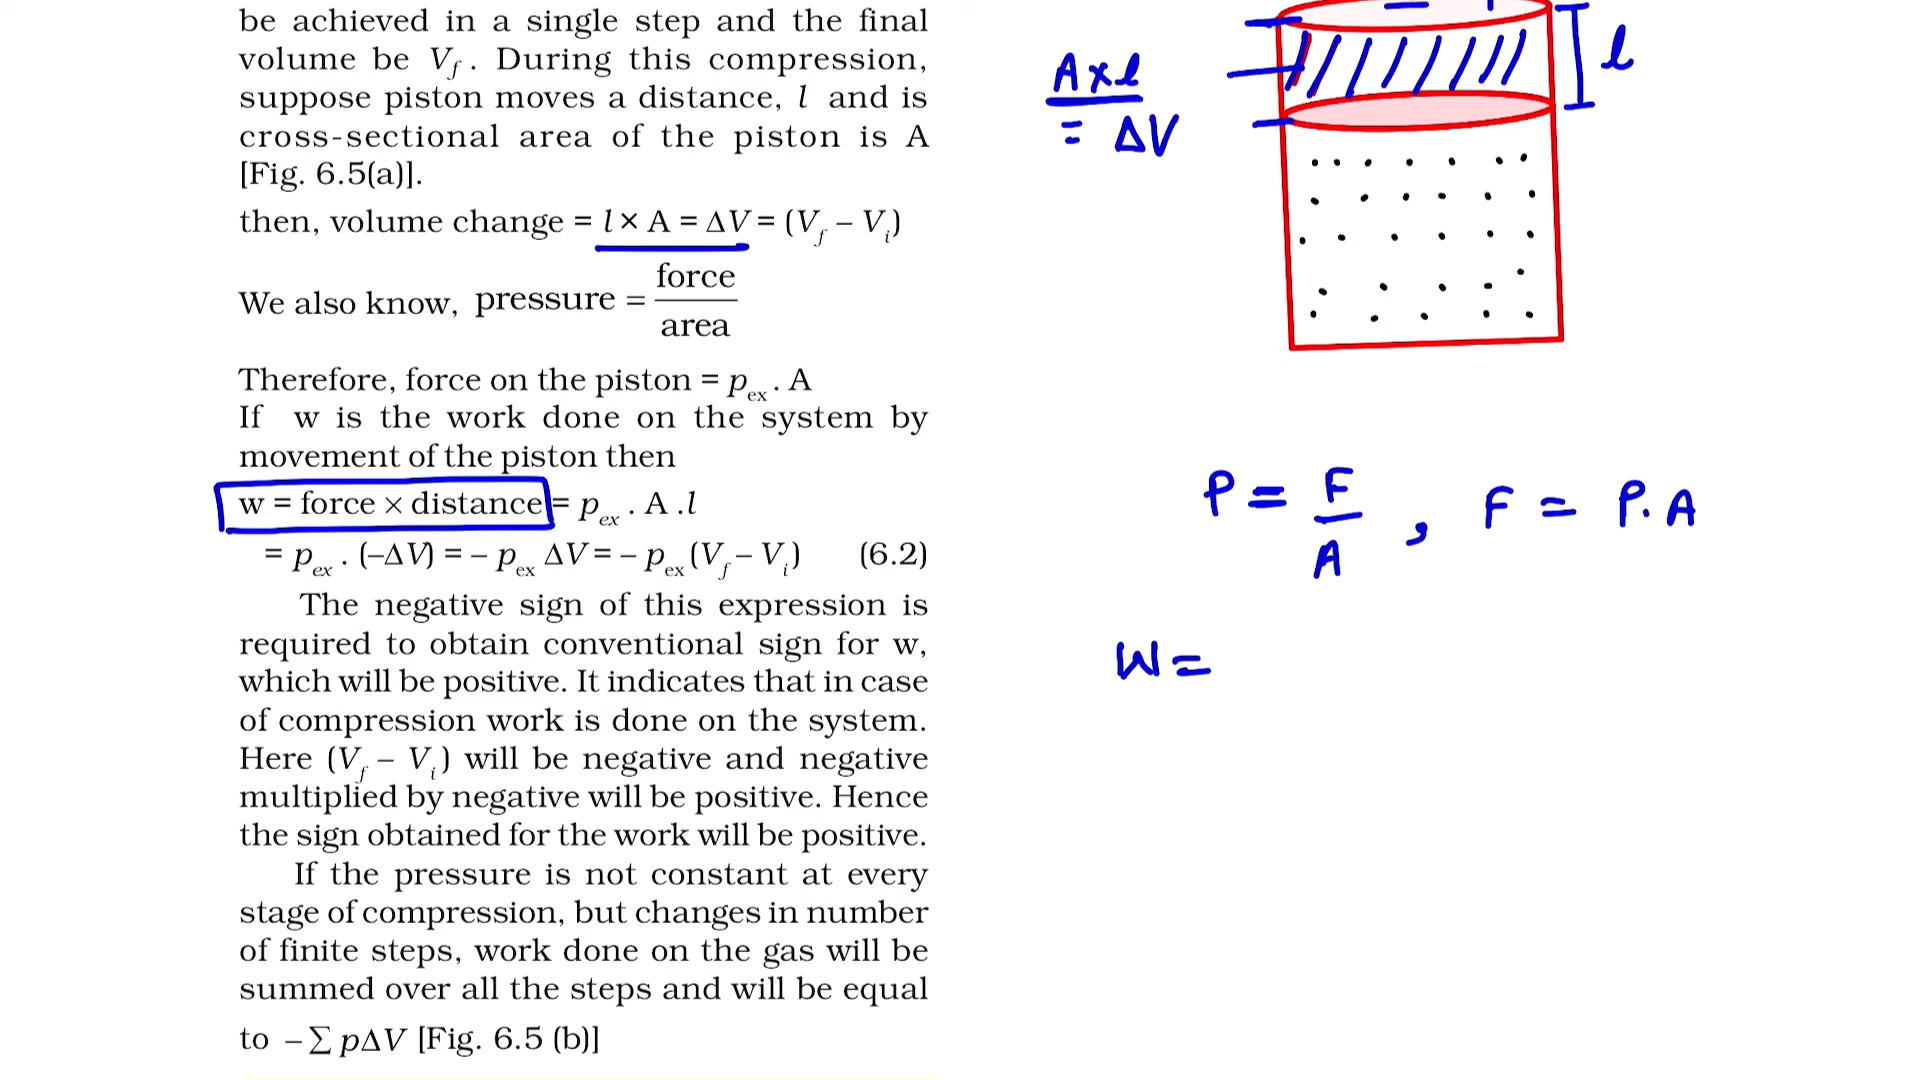 be achieved in a single step and the final
volume be V_f . During this compression,
suppose piston moves a distance, l and is
cross-sectional area of the piston is A
[Fig. 6.5(a)].
then, volume change = l × A = ΔV = (V_f – V_i)
We also know, pressure = force
area
Therefore, force on the piston = p_ex . A
If w is the work done on the system by
movement of the piston then
w = force × distance = p_ex . A .l
= p_ex . (–ΔV) = – p_ex ΔV = – p_ex (V_f – V_i) (6.2)
The negative sign of this expression is
required to obtain conventional sign for w,
which will be positive. It indicates that in case
of compression work is done on the system.
Here (V_f – V_i) will be negative and negative
multiplied by negative will be positive. Hence
the sign obtained for the work will be positive.
If the pressure is not constant at every
stage of compression, but changes in number
of finite steps, work done on the gas will be
summed over all the steps and will be equal
to – ∑ pΔV [Fig. 6.5 (b)]
A×l
= ΔV
l
P = F/A , F = P. A
W =